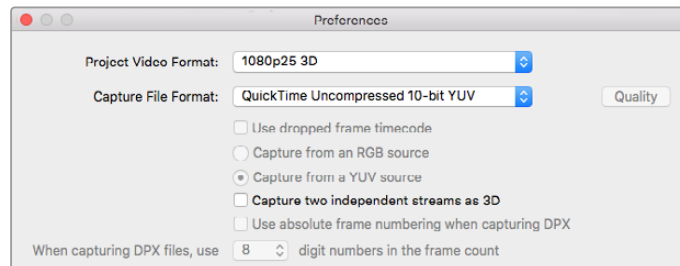 Preferences
Project Video Format: 1080p25 3D
Capture File Format: QuickTime Uncompressed 10-bit YUV Quality
Use dropped frame timecode
Capture from an RGB source
Capture from a YUV source
Capture two independent streams as 3D
Use absolute frame numbering when capturing DPX
When capturing DPX files, use 8 digit numbers in the frame count